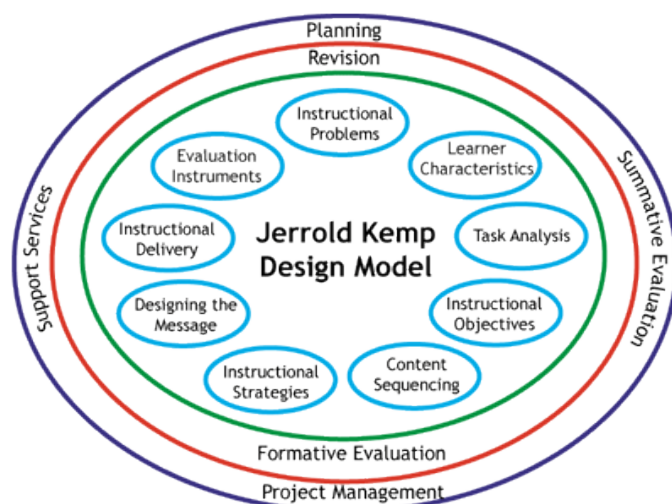 Planning
Revision
Instructional
Problems
Learner
Characteristics
Evaluation
Instruments
Task Analysis
Instructional
Delivery
Jerrold Kemp
Design Model
Instructional
Objectives
Designing the
Message
Content
Sequencing
Instructional
Strategies
Support Services
Summative Evaluation
Formative Evaluation
Project Management